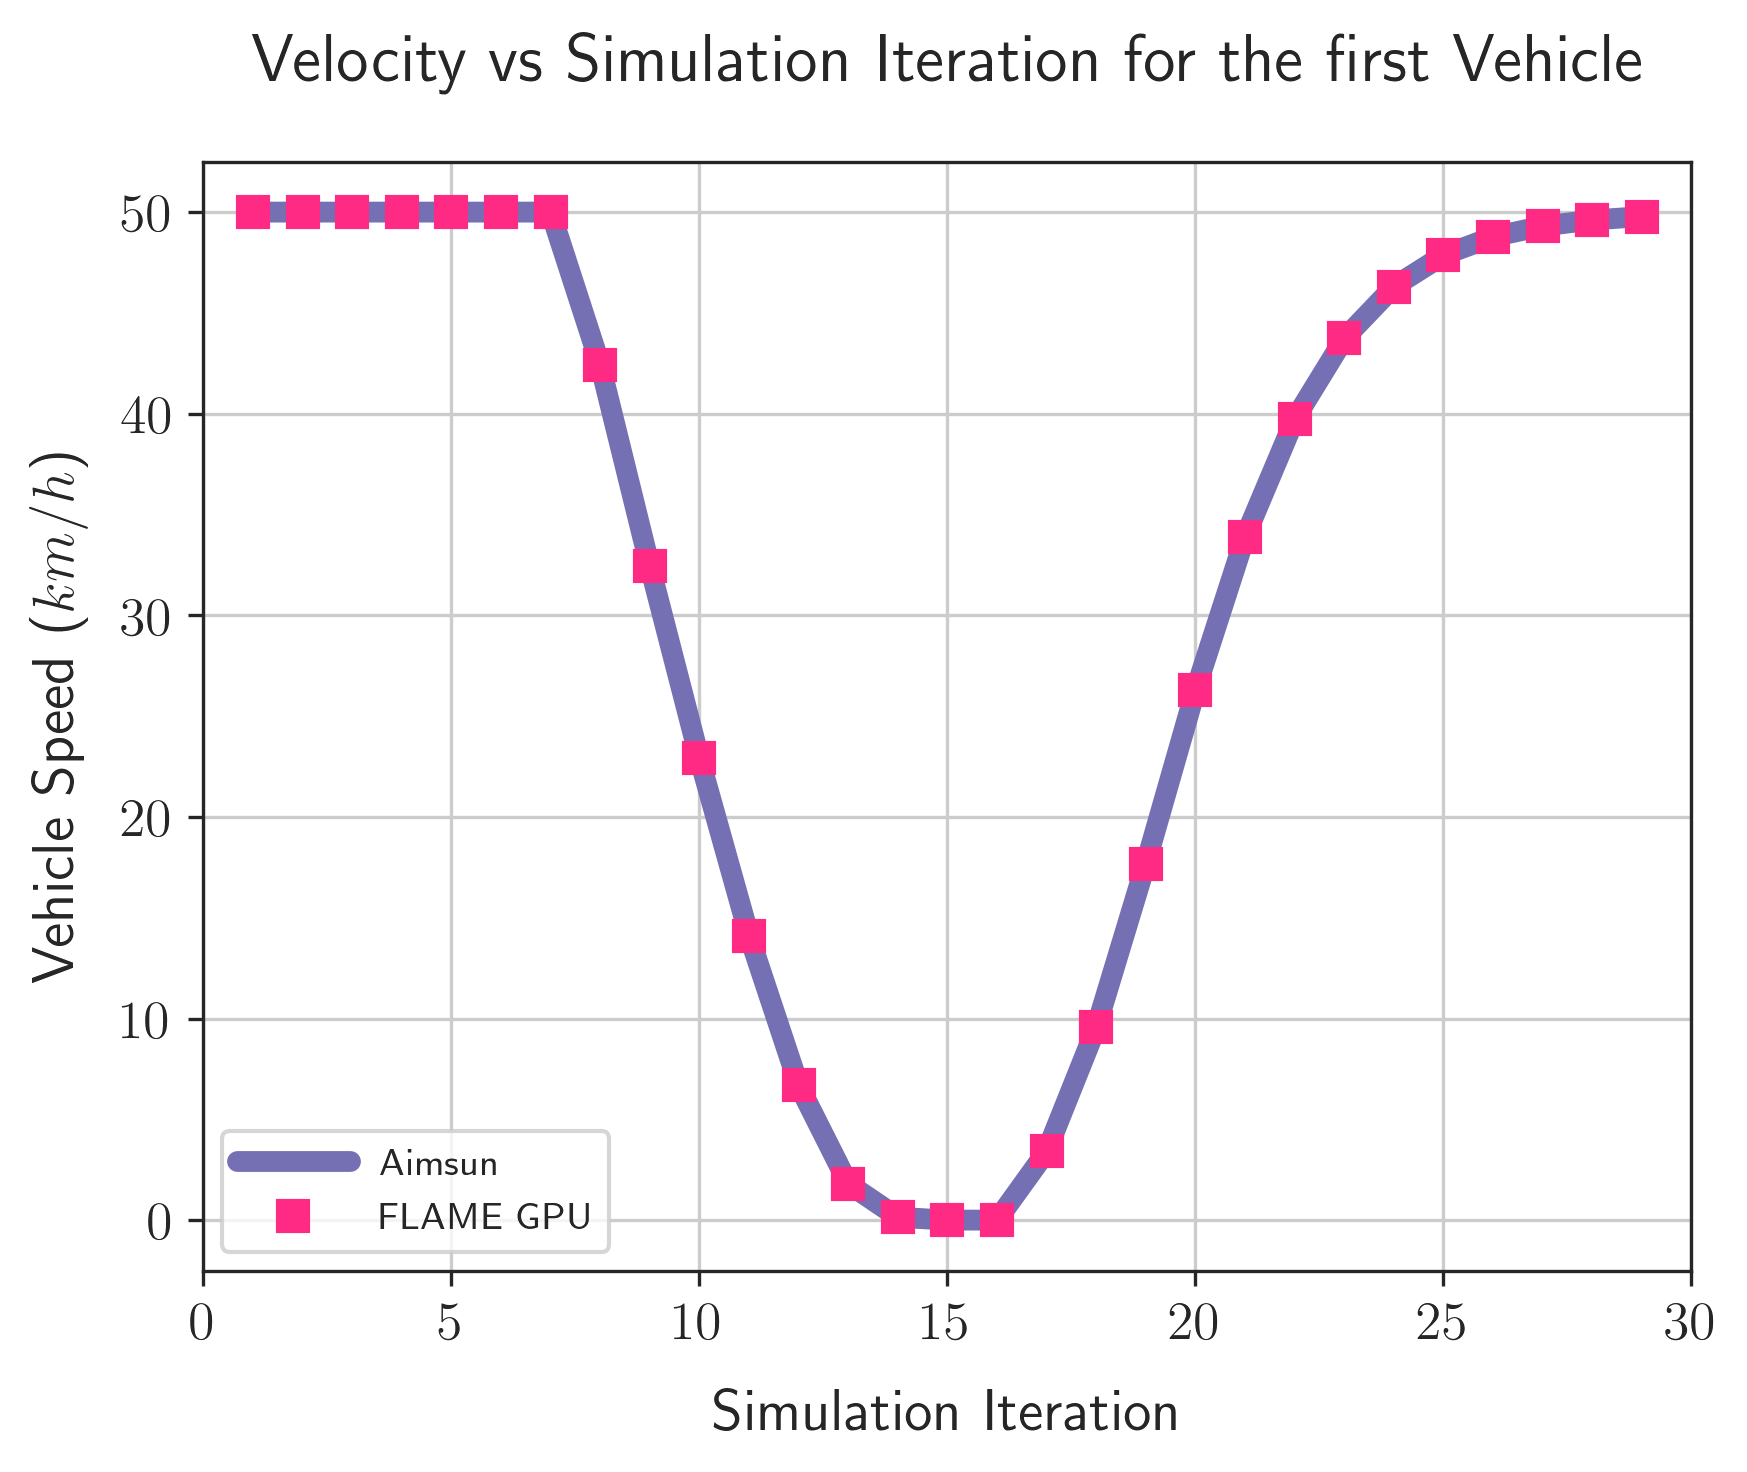 Velocity vs Simulation Iteration for the first Vehicle
Vehicle Speed (km/h)
50
40
30
20
10
0
Aimsun
FLAME GPU
0 5 10 15 20 25 30
Simulation Iteration